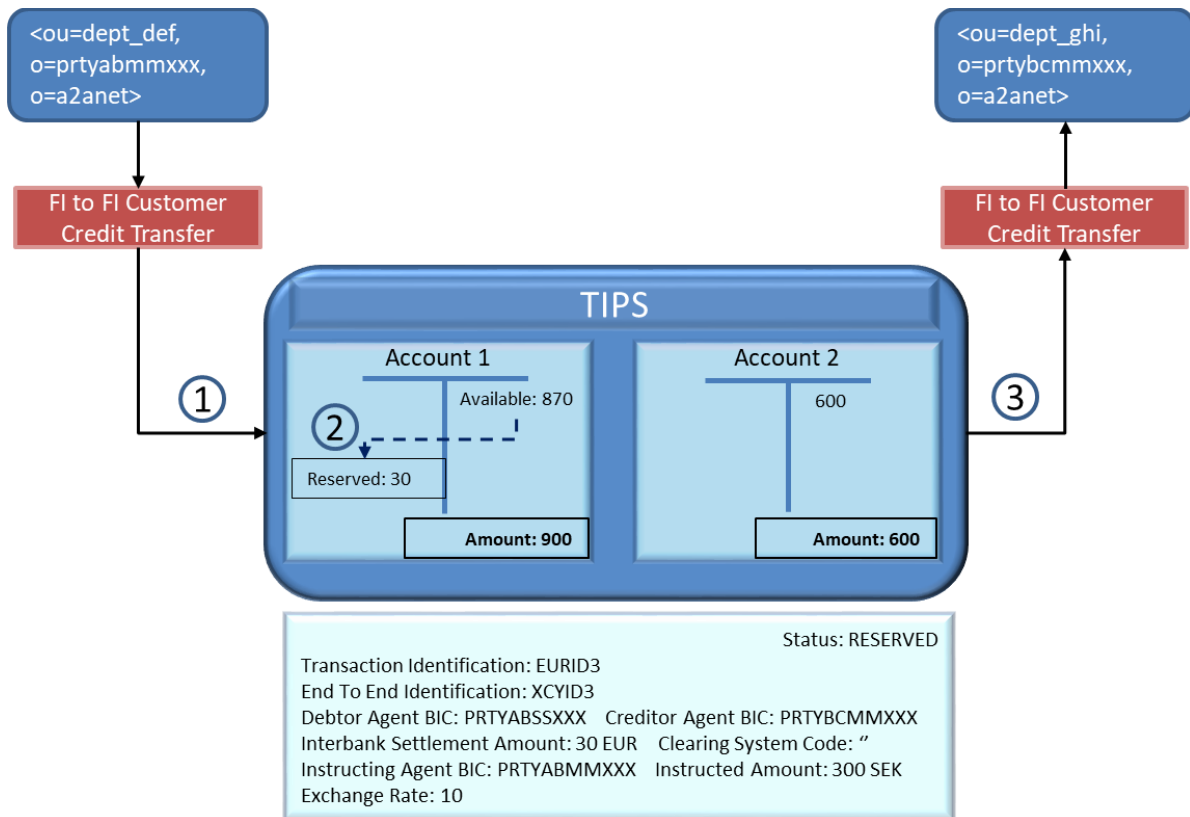 <ou=dept_def,
o=prtyabmmxxx,
o=a2anet>
<ou=dept_ghi,
o=prtybcmmxxx,
o=a2anet>
FI to FI Customer
Credit Transfer
FI to FI Customer
Credit Transfer
TIPS
Account 1
Available: 870
Reserved: 30
Amount: 900
Account 2
600
Amount: 600
1
2
3
Status: RESERVED
Transaction Identification: EURID3
End To End Identification: XCYID3
Debtor Agent BIC: PRTYABSSXXX Creditor Agent BIC: PRTYBCMMXXX
Interbank Settlement Amount: 30 EUR Clearing System Code: ‘’
Instructing Agent BIC: PRTYABMMXXX Instructed Amount: 300 SEK
Exchange Rate: 10